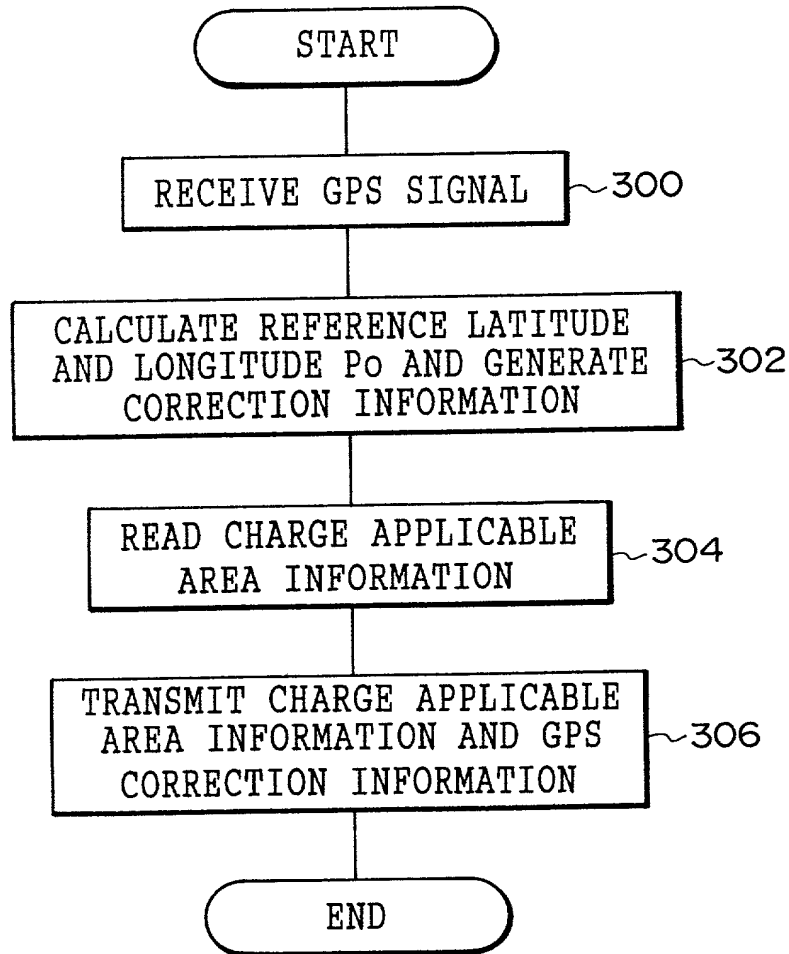 START
RECEIVE GPS SIGNAL
300
CALCULATE REFERENCE LATITUDE
AND LONGITUDE Po AND GENERATE
CORRECTION INFORMATION
302
READ CHARGE APPLICABLE
AREA INFORMATION
304
TRANSMIT CHARGE APPLICABLE
AREA INFORMATION AND GPS
CORRECTION INFORMATION
306
END